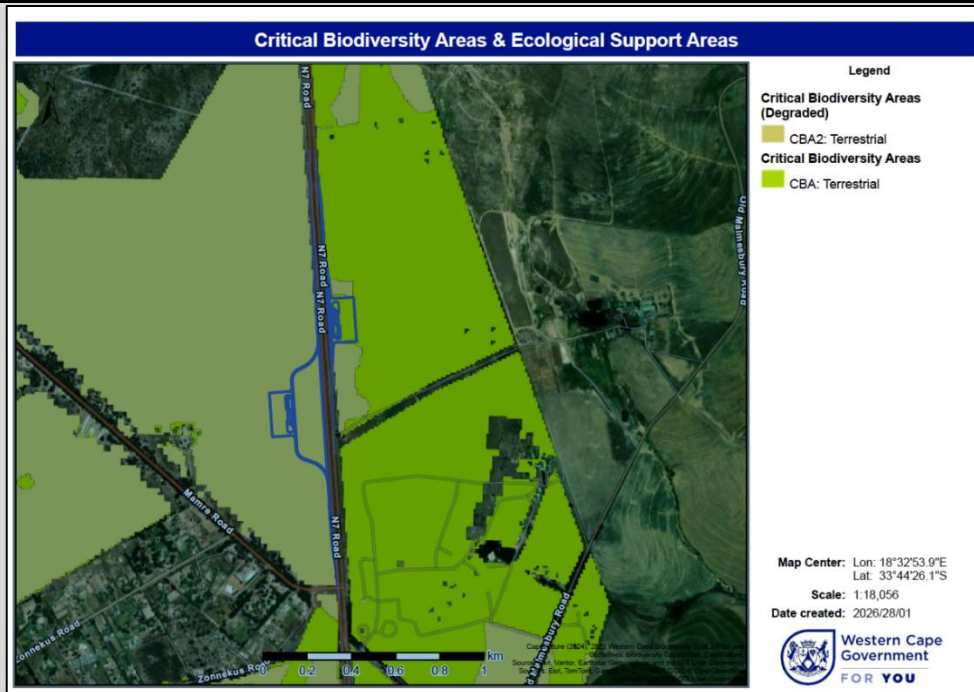 Critical Biodiversity Areas & Ecological Support Areas
Legend
Critical Biodiversity Areas
(Degraded)
CBA2: Terrestrial
Critical Biodiversity Areas
CBA: Terrestrial
N7 Road
N7 Road
N7 Road
N7 Road
Old Malmesbury Road
Mamre Road
Zonnekus Road
Zonnekus Ro
d Malmesbury Road
0 0.2 0.4 0.6 0.8 1
km
Map Center: Lon: 18°32'53.9"E
Lat: 33°44'26.1"S
Scale: 1:18,056
Date created: 2026/28/01
Western Cape
Government
FOR YOU